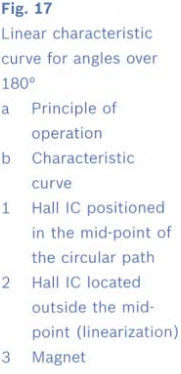 Fig. 17
Linear characteristic
curve for angles over
180°
a Principle of
operation
b Characteristic
curve
1 Hall IC positioned
in the mid-point of
the circular path
2 Hall IC located
outside the mid-
point (linearization)
3 Magnet